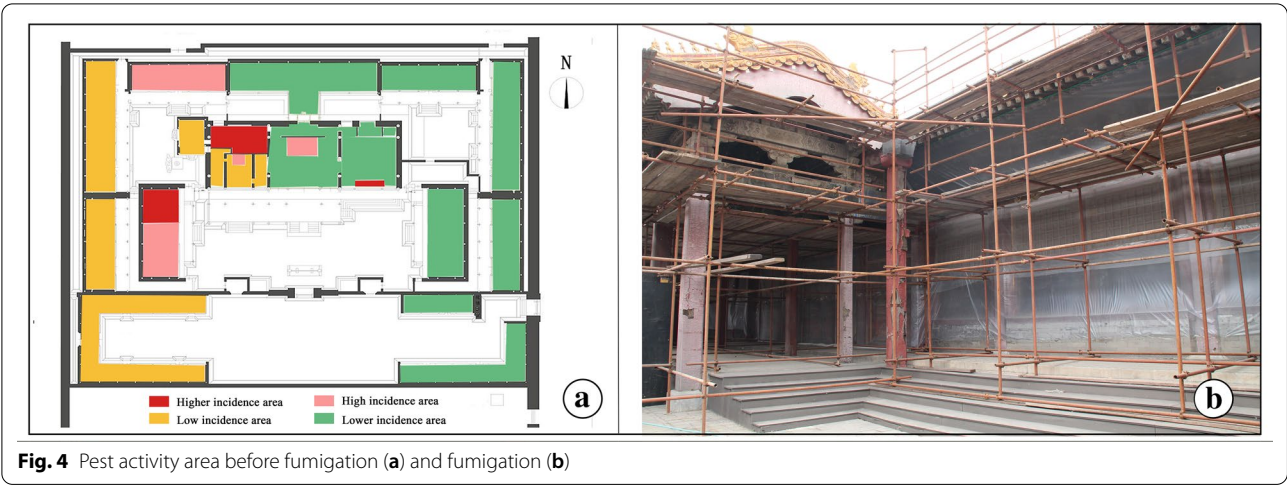 N
Higher incidence area
High incidence area
Low incidence area
Lower incidence area
a
b
Fig. 4 Pest activity area before fumigation (a) and fumigation (b)